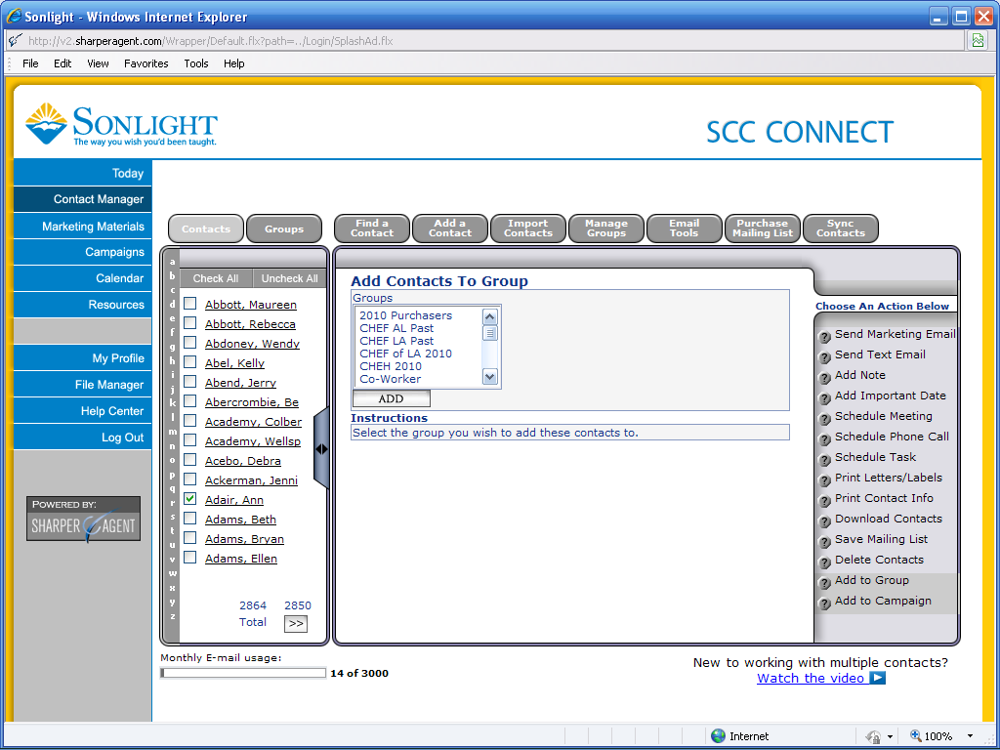 Sonlight - Windows Internet Explorer
http://v2.sharperagent.com/Wrapper/Default.flx?path=../Login/SplashAd.flx
File Edit View Favorites Tools Help
SONLIGHT
The way you wish you'd been taught.
SCC CONNECT
Today
Contact Manager
Marketing Materials
Campaigns
Calendar
Resources
My Profile
File Manager
Help Center
Log Out
POWERED BY:
SHARPER AGENT
Contacts
Groups
Find a Contact
Add a Contact
Import Contacts
Manage Groups
Email Tools
Purchase Mailing List
Sync Contacts
a
b
c
d
e
f
g
h
i
j
k
l
m
n
o
p
q
r
s
t
u
v
w
x
y
z
Check All
Uncheck All
Abbott, Maureen
Abbott, Rebecca
Abdoney, Wendy
Abel, Kelly
Abend, Jerry
Abercrombie, Be
Academy, Colber
Academy, Wellsp
Acebo, Debra
Ackerman, Jenni
Adair, Ann
Adams, Beth
Adams, Bryan
Adams, Ellen
2864 2850
Total >>
Monthly E-mail usage:
14 of 3000
Add Contacts To Group
Groups
2010 Purchasers
CHEF AL Past
CHEF LA Past
CHEF of LA 2010
CHEH 2010
Co-Worker
ADD
Instructions
Select the group you wish to add these contacts to.
Choose An Action Below
? Send Marketing Email
? Send Text Email
? Add Note
? Add Important Date
? Schedule Meeting
? Schedule Phone Call
? Schedule Task
? Print Letters/Labels
? Print Contact Info
? Download Contacts
? Save Mailing List
? Delete Contacts
? Add to Group
? Add to Campaign
New to working with multiple contacts?
Watch the video
Internet
100%